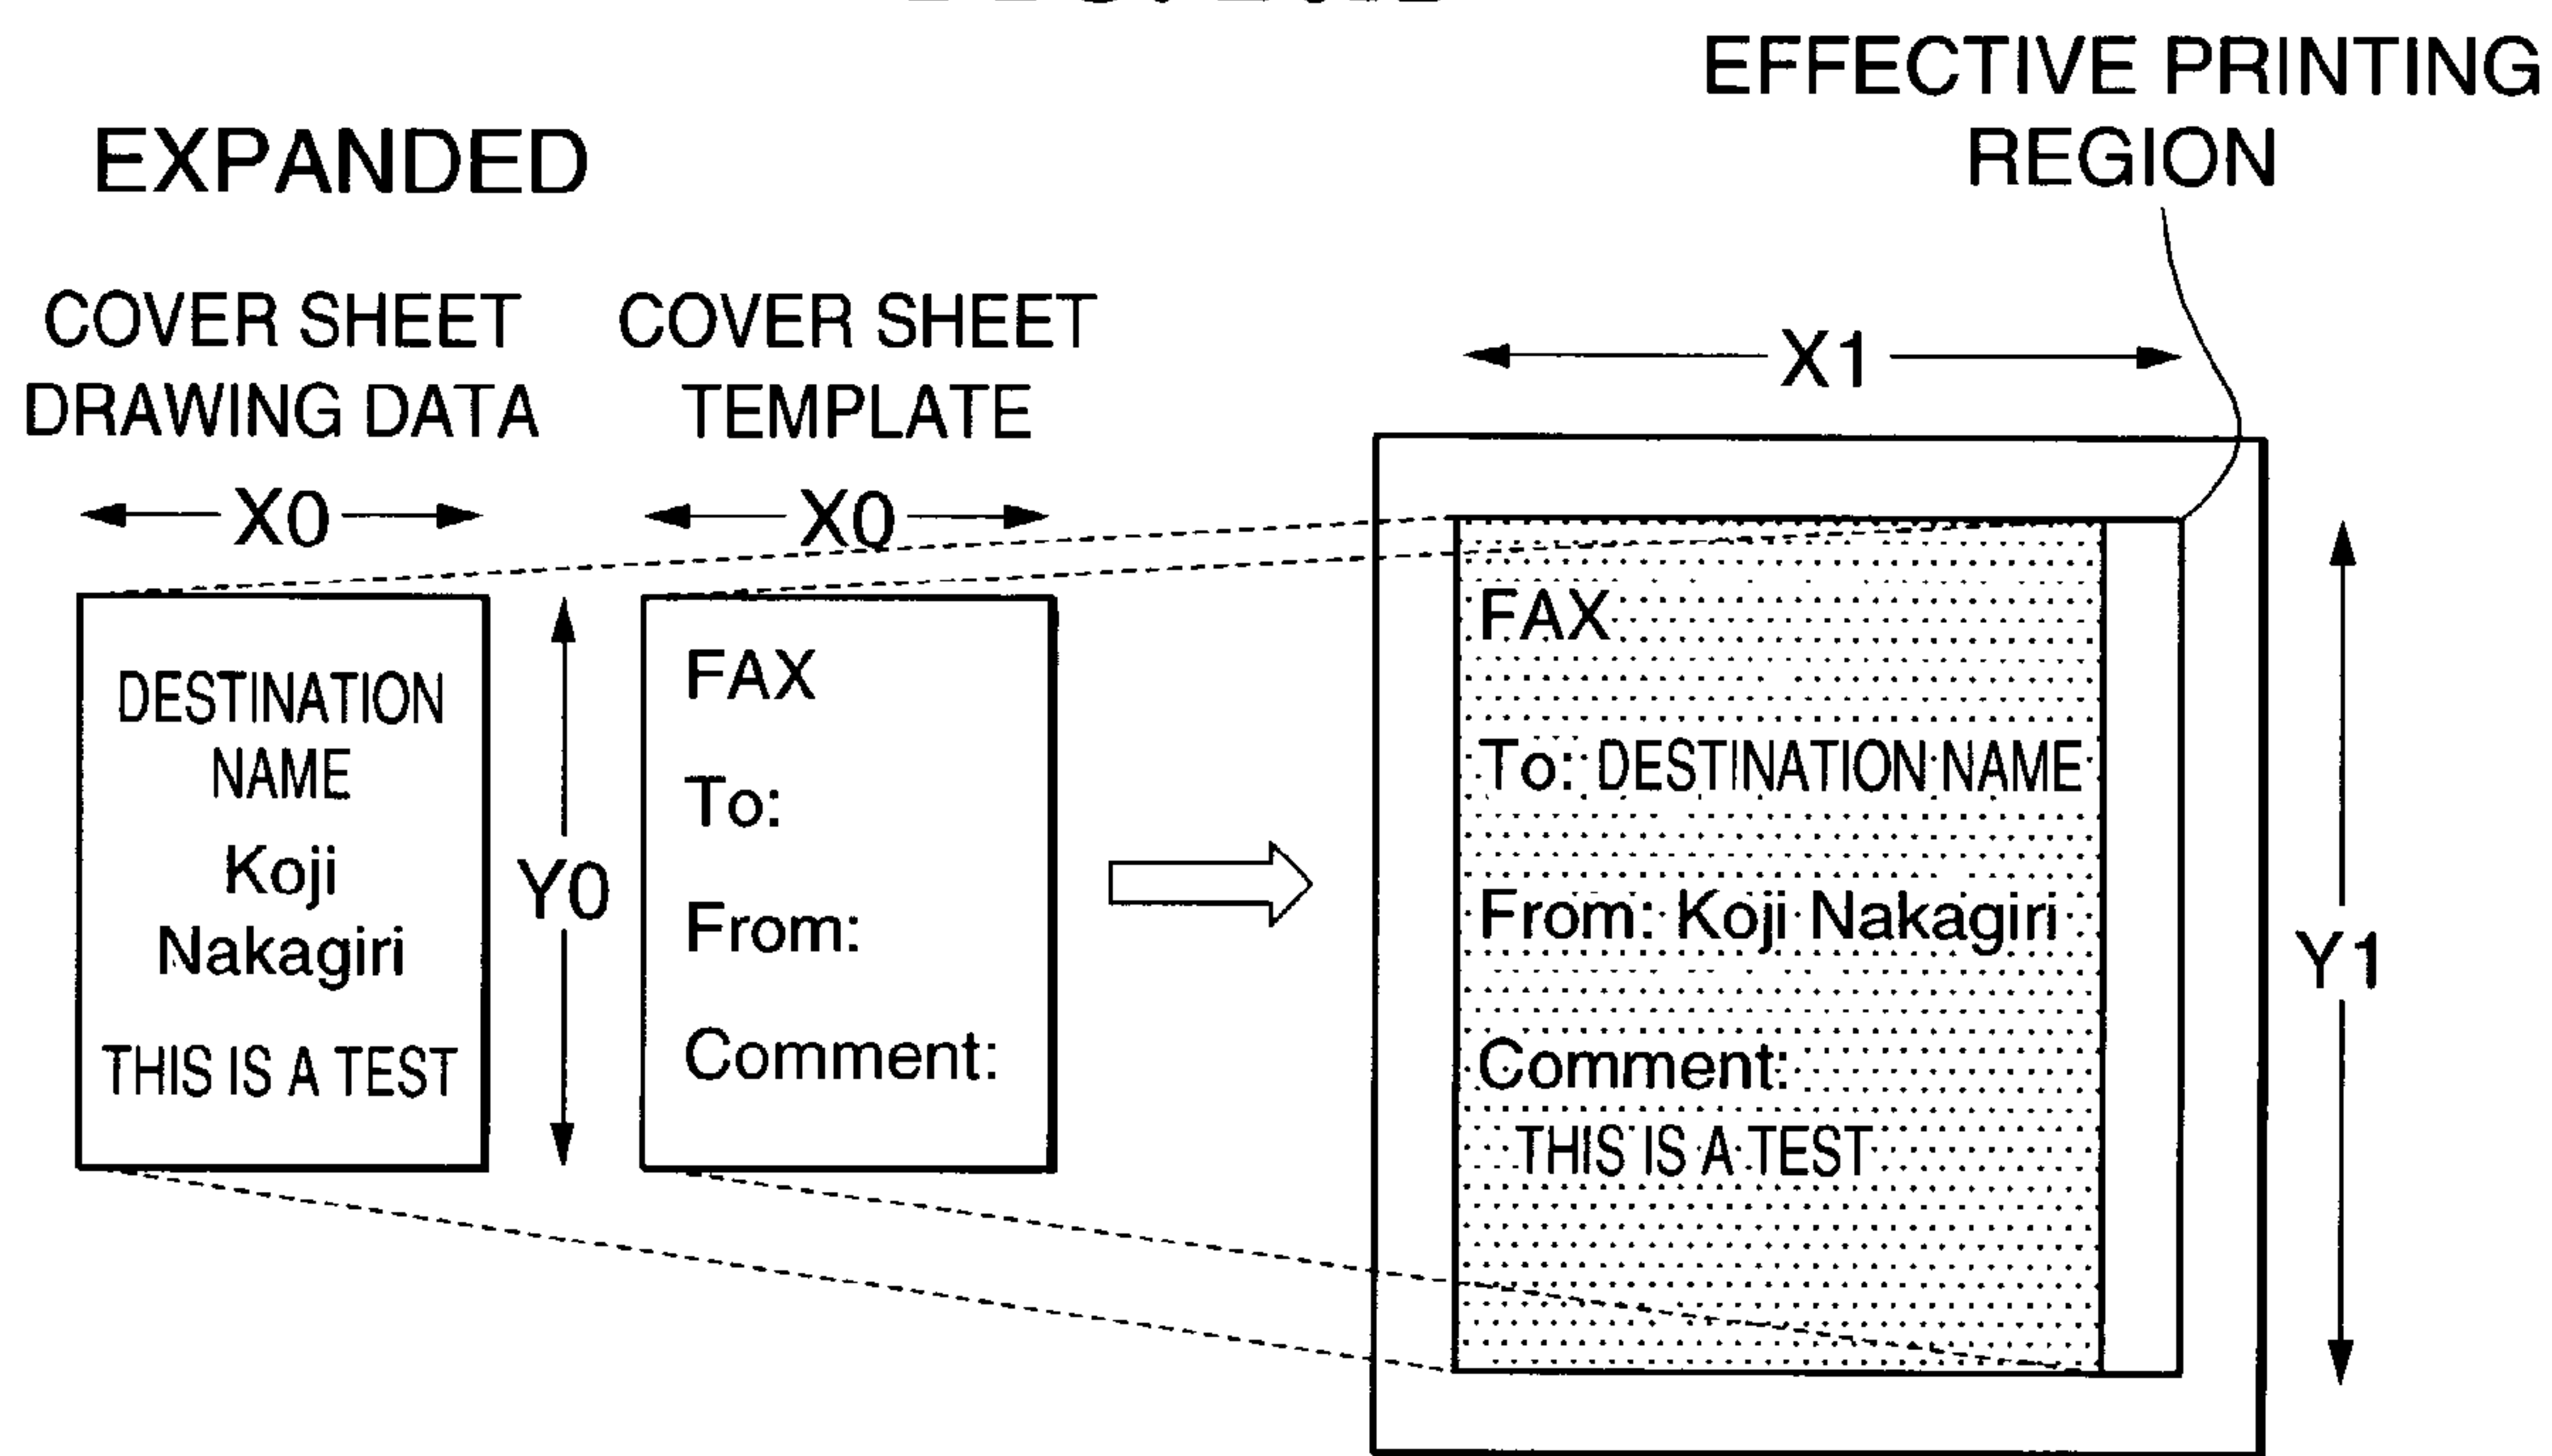 EFFECTIVE PRINTING
REGION
EXPANDED
COVER SHEET
DRAWING DATA
COVER SHEET
TEMPLATE
X0
X0
X1
DESTINATION
NAME
Koji
Nakagiri
THIS IS A TEST
Y0
FAX
To:
From:
Comment:
FAX
To: DESTINATION NAME
From: Koji Nakagiri
Comment:
THIS IS A TEST
Y1